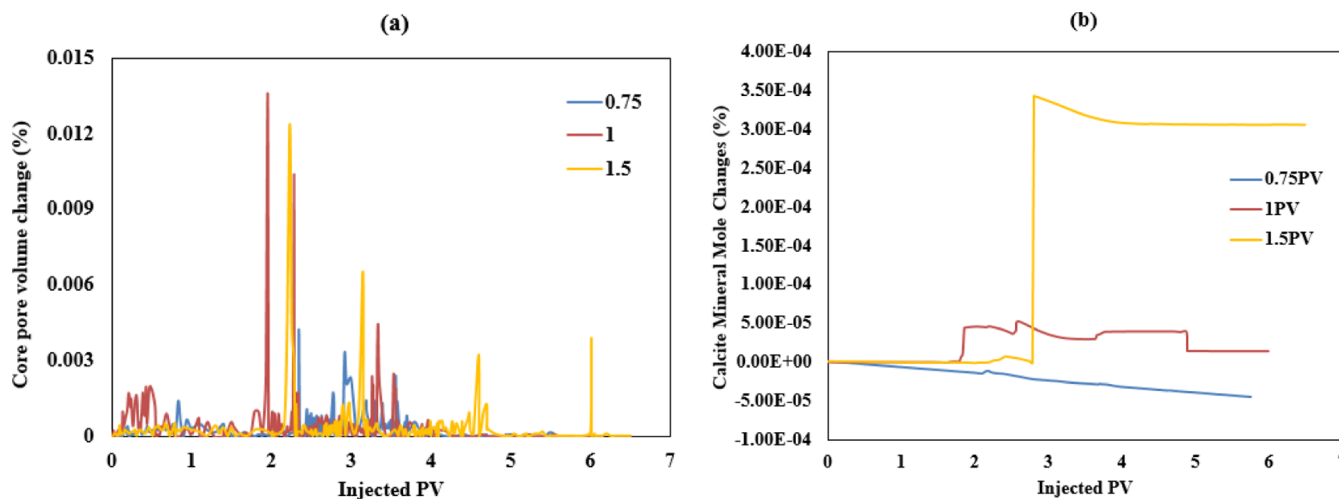 (a)
Core pore volume change (%)
0.015
0.012
0.009
0.006
0.003
0
0 1 2 3 4 5 6 7
Injected PV
0.75
1
1.5
(b)
Calcite Mineral Mole Changes (%)
4.00E-04
3.50E-04
3.00E-04
2.50E-04
2.00E-04
1.50E-04
1.00E-04
5.00E-05
0.00E+00
-5.00E-05
-1.00E-04
0 1 2 3 4 5 6 7
Injected PV
0.75PV
1PV
1.5PV